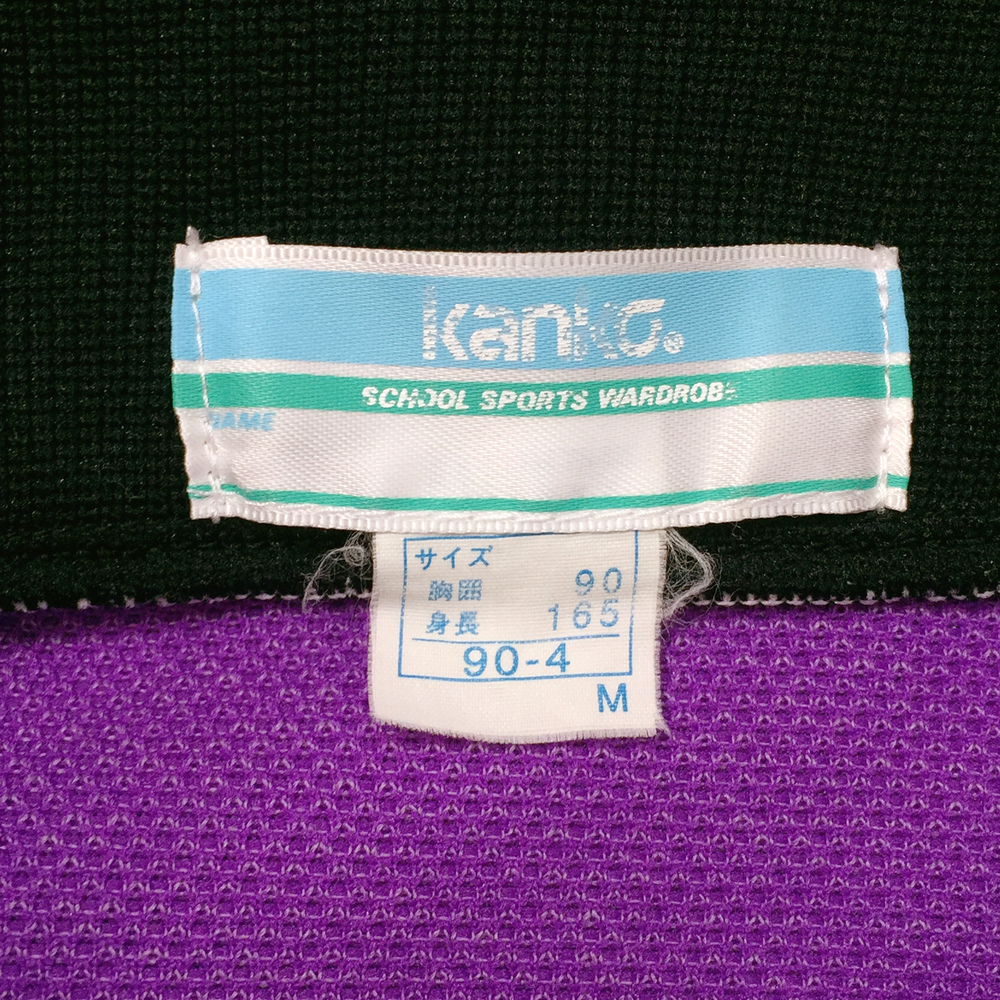 kanko®
SCHOOL SPORTS WARDROBE
NAME
サイズ
胸囲 90
身長 165
90-4
M